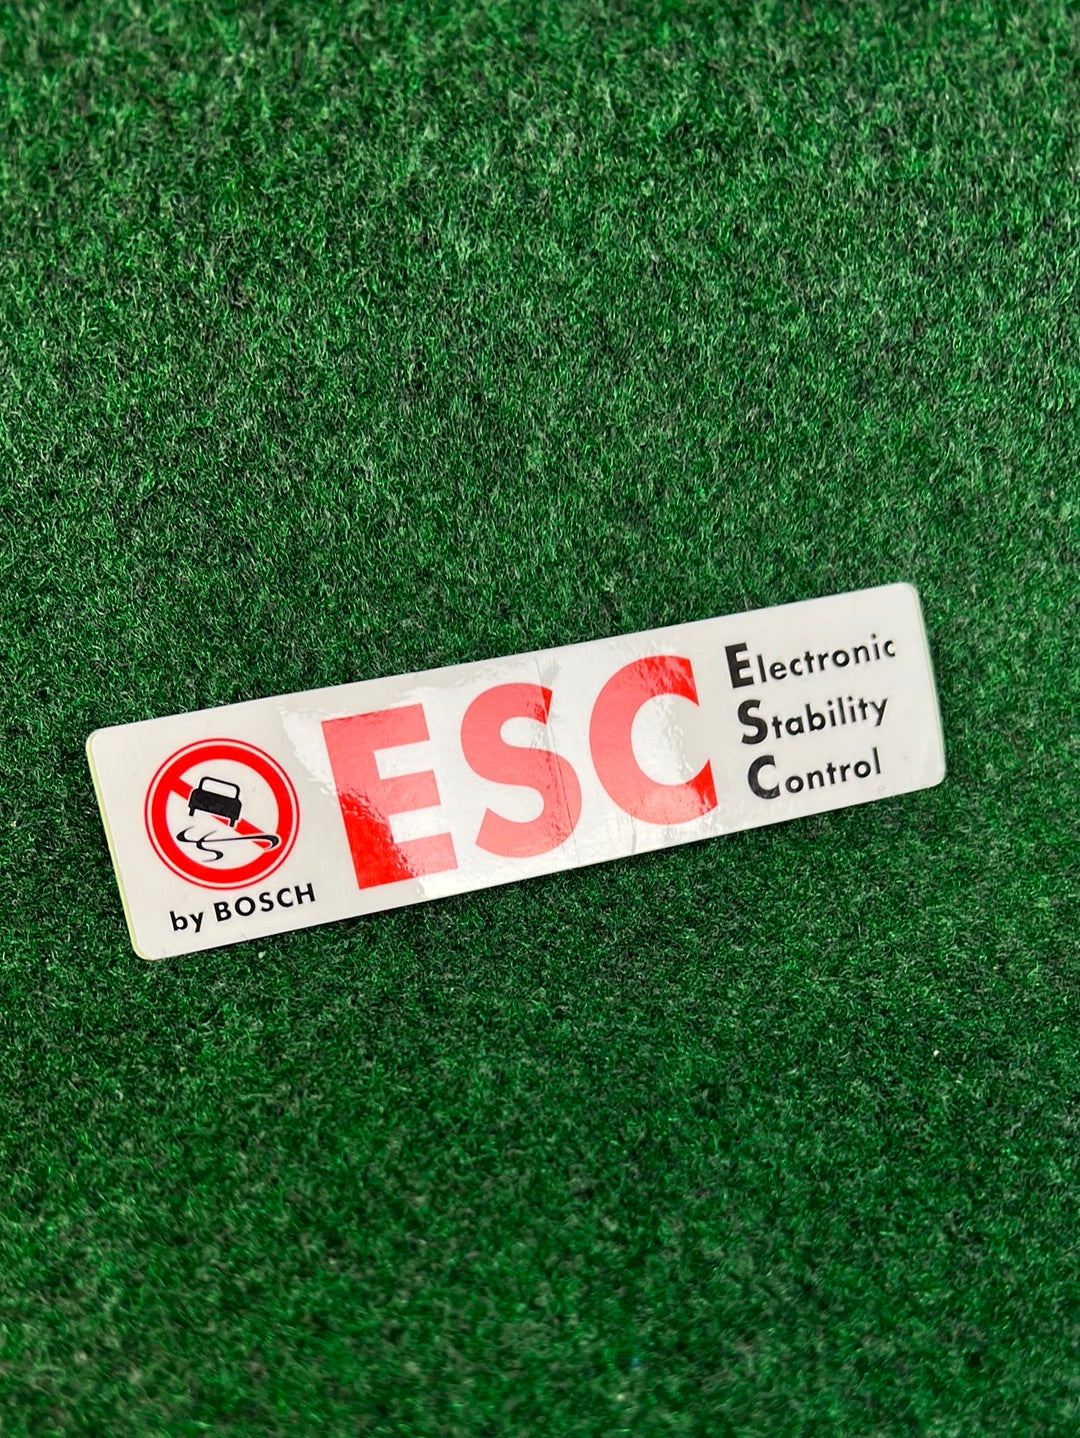 by BOSCH
ESC
Electronic
Stability
Control